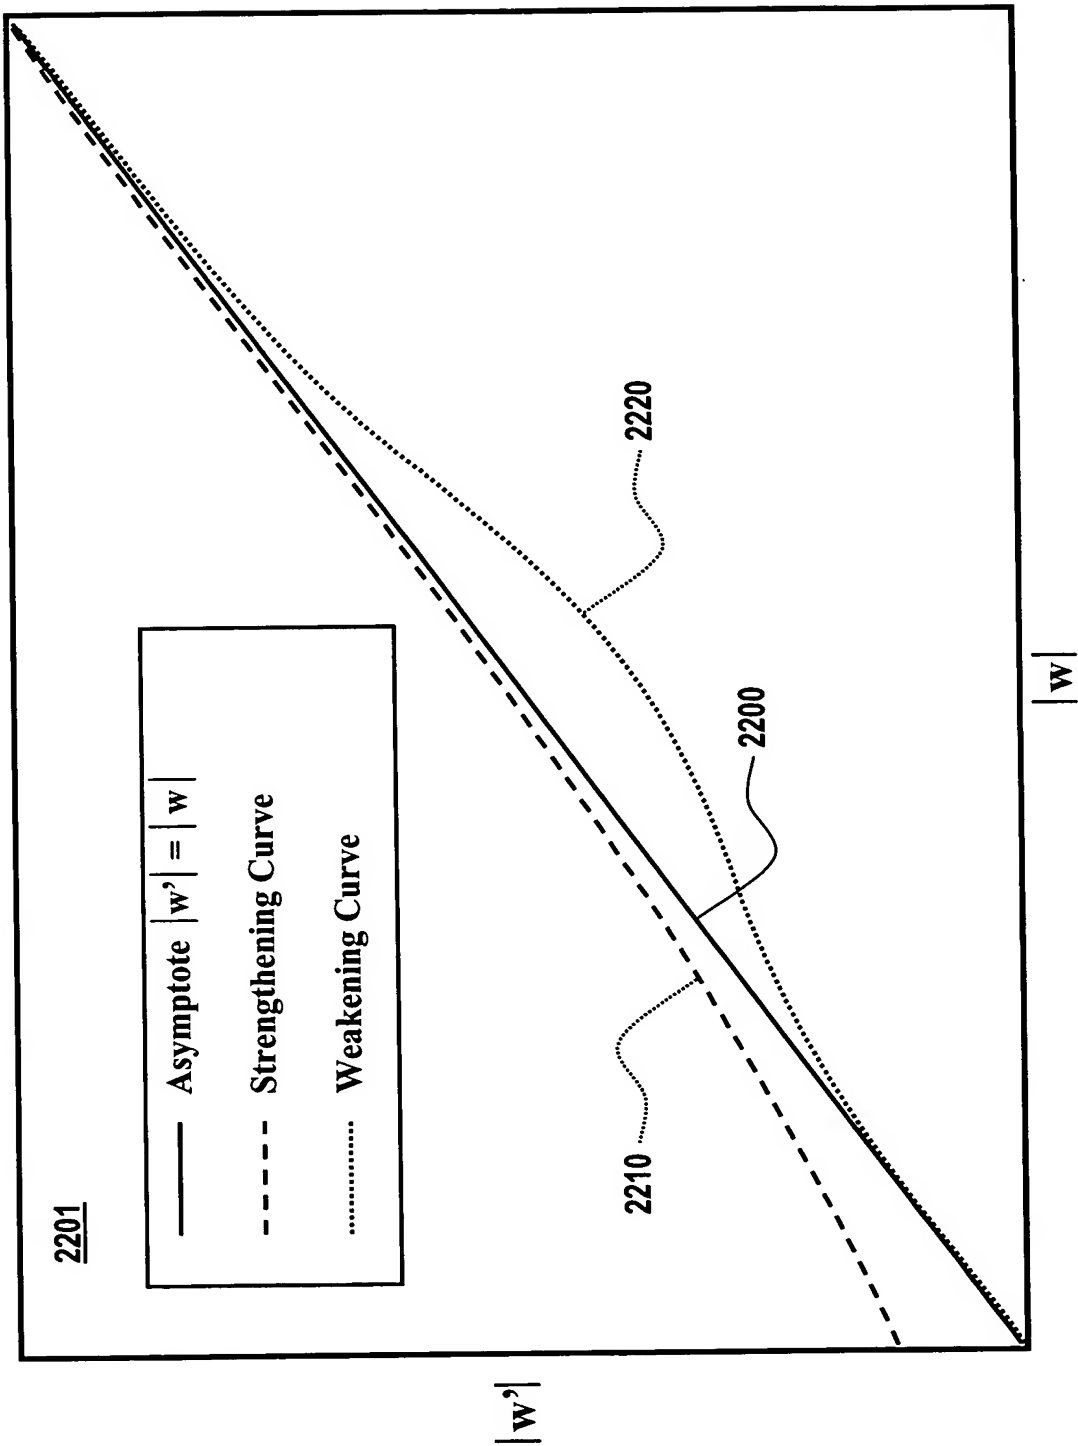 2201
Asymptote |w'| = |w|
Strengthening Curve
Weakening Curve
2210
2200
2220
|w'|
|w|